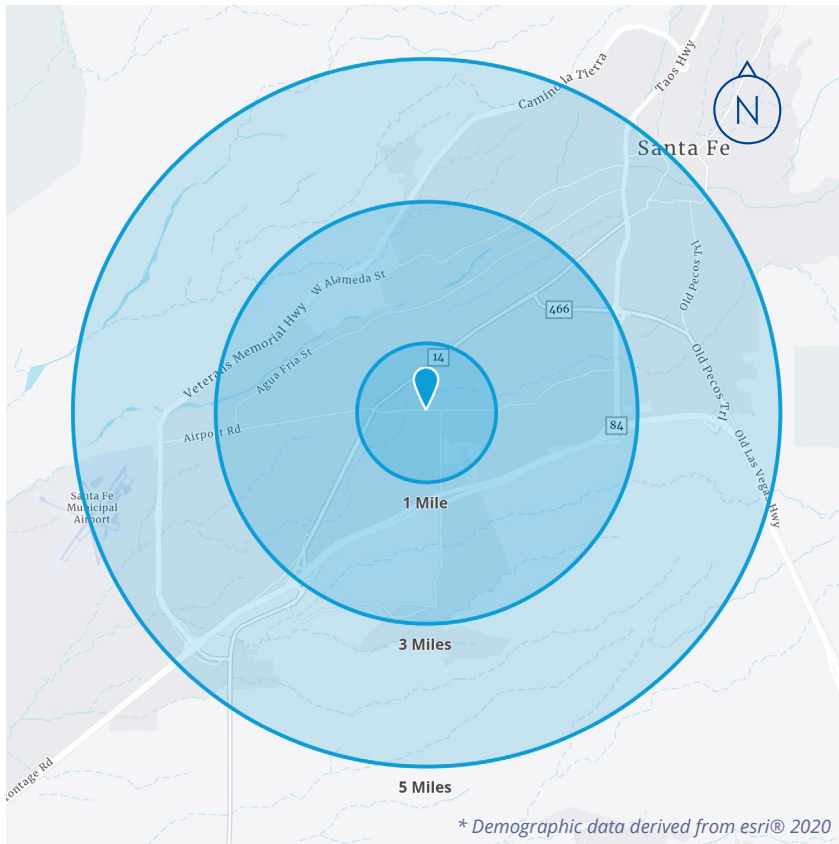 Camino la Tierra
Taos Hwy
N
Santa Fe
W Alameda St
Old Pecos Trl
466
Veterans Memorial Hwy
Agua Fria St
14
Old Pecos Trl
Airport Rd
84
Old Las Vegas Hwy
Santa Fe
Municipal
Airport
1 Mile
3 Miles
rontage Rd
5 Miles
* Demographic data derived from esri® 2020